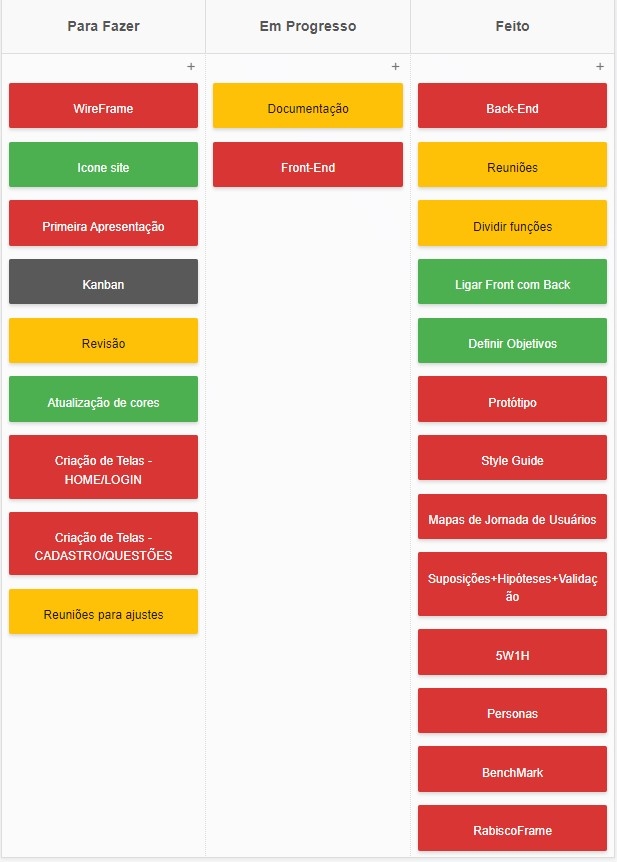 Para Fazer
Em Progresso
Feito
+
+
+
WireFrame
Icone site
Primeira Apresentação
Kanban
Revisão
Atualização de cores
Criação de Telas -
HOME/LOGIN
Criação de Telas -
CADASTRO/QUESTÕES
Reuniões para ajustes
Documentação
Front-End
Back-End
Reuniões
Dividir funções
Ligar Front com Back
Definir Objetivos
Protótipo
Style Guide
Mapas de Jornada de Usuários
Suposições+Hipóteses+Validaç
ão
5W1H
Personas
BenchMark
RabiscoFrame